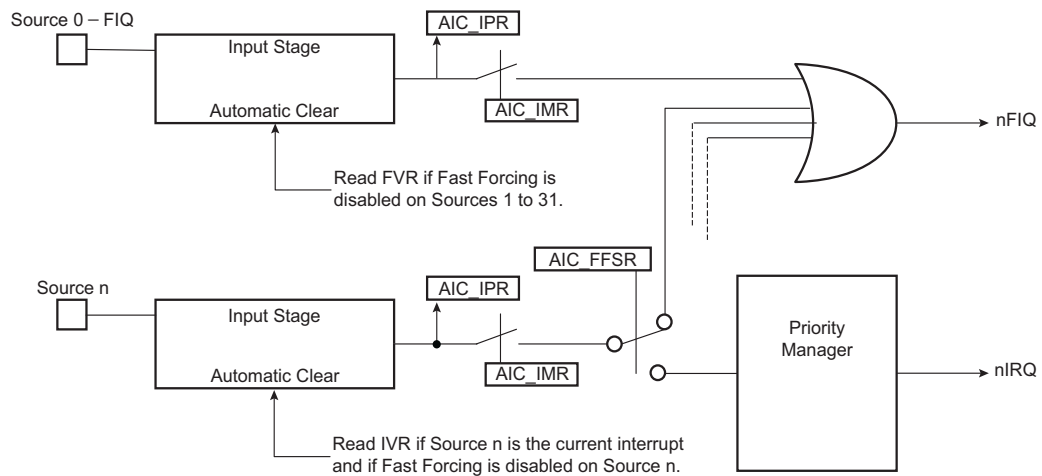 Source 0 – FIQ
AIC_IPR
Input Stage
Automatic Clear
AIC_IMR
nFIQ
Read FVR if Fast Forcing is
disabled on Sources 1 to 31.
AIC_FFSR
Source n
AIC_IPR
Input Stage
Priority
Manager
Automatic Clear
AIC_IMR
nIRQ
Read IVR if Source n is the current interrupt
and if Fast Forcing is disabled on Source n.